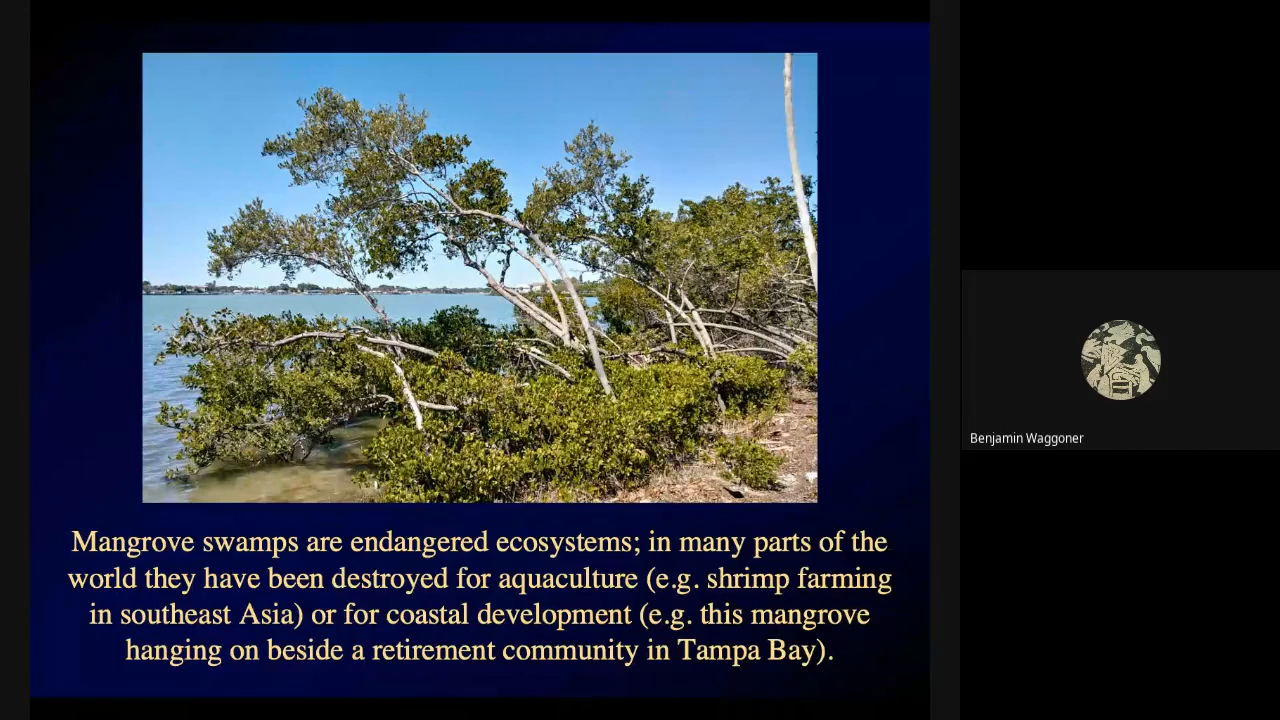 Mangrove swamps are endangered ecosystems; in many parts of the
world they have been destroyed for aquaculture (e.g. shrimp farming
in southeast Asia) or for coastal development (e.g. this mangrove
hanging on beside a retirement community in Tampa Bay).
Benjamin Waggoner